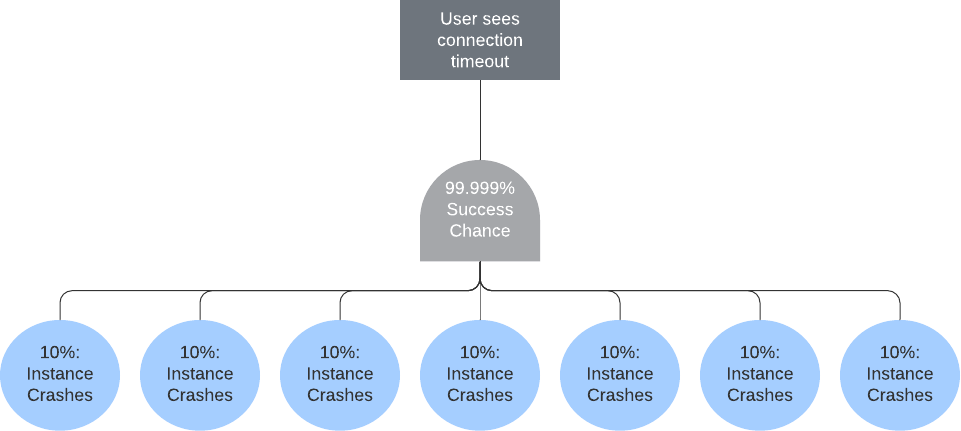 User sees
connection
timeout
99.999%
Success
Chance
10%:
Instance
Crashes
10%:
Instance
Crashes
10%:
Instance
Crashes
10%:
Instance
Crashes
10%:
Instance
Crashes
10%:
Instance
Crashes
10%:
Instance
Crashes